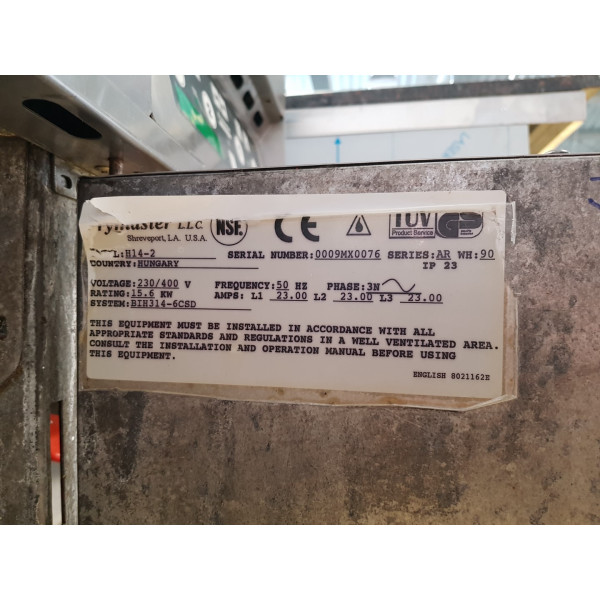 rymaster L.L.C.
Shreveport, LA. U.S.A.
NSF.
CE
TÜV
Product Service
GS
L:H14-2
SERIAL NUMBER:0009MX0076 SERIES:AR WH:90
COUNTRY:HUNGARY
IP 23
VOLTAGE:230/400 V
FREQUENCY:50 HZ
PHASE:3N
RATING:15.6 KW
AMPS: L1 23.00 L2 23.00 L3 23.00
SYSTEM:BIH314-6CSD
THIS EQUIPMENT MUST BE INSTALLED IN ACCORDANCE WITH ALL
APPROPRIATE STANDARDS AND REGULATIONS IN A WELL VENTILATED AREA.
CONSULT THE INSTALLATION AND OPERATION MANUAL BEFORE USING
THIS EQUIPMENT.
ENGLISH 8021162E